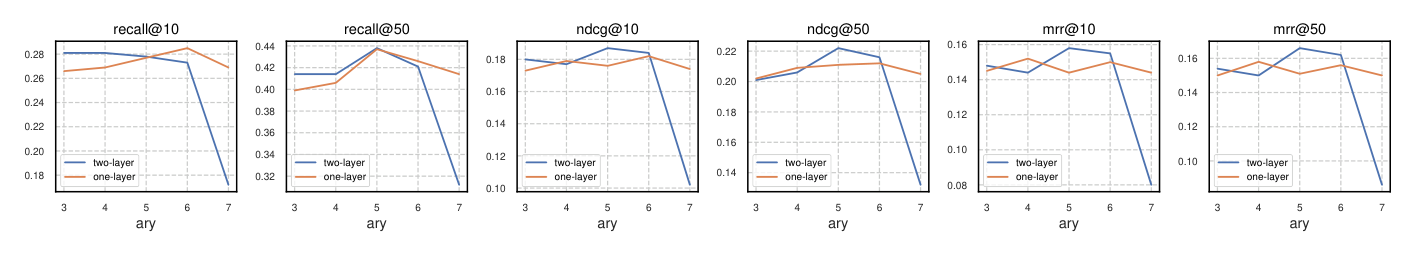 recall@10
0.28
0.26
0.24
0.22
0.20
0.18
two-layer
one-layer
3 4 5 6 7
ary
recall@50
0.44
0.42
0.40
0.38
0.36
0.34
0.32
two-layer
one-layer
3 4 5 6 7
ary
ndcg@10
0.18
0.16
0.14
0.12
0.10
two-layer
one-layer
3 4 5 6 7
ary
ndcg@50
0.22
0.20
0.18
0.16
0.14
two-layer
one-layer
3 4 5 6 7
ary
mrr@10
0.16
0.14
0.12
0.10
0.08
two-layer
one-layer
3 4 5 6 7
ary
mrr@50
0.16
0.14
0.12
0.10
two-layer
one-layer
3 4 5 6 7
ary